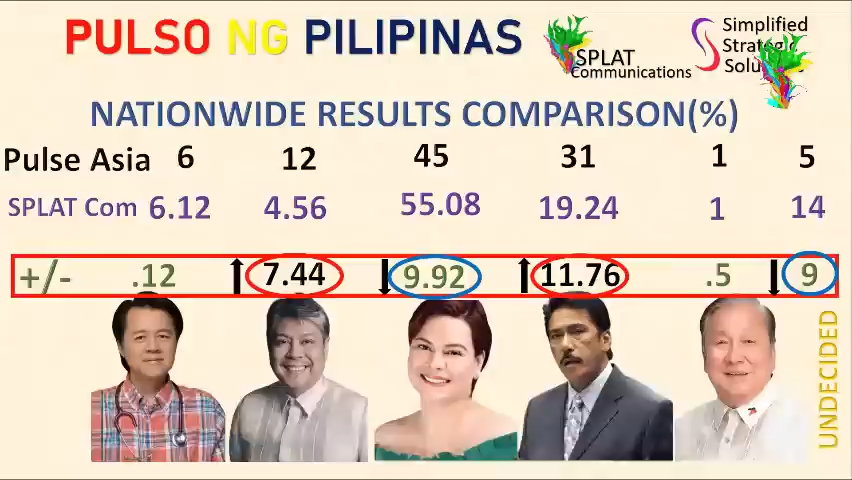 PULSO NG PILIPINAS
SPLAT
Communications
Simplified
Strategic
NATIONWIDE RESULTS COMPARISON(%)
Pulse Asia 6 12 45 31 1 5
SPLAT Com 6.12 4.56 55.08 19.24 1 14
+/- .12 7.44 9.92 11.76 .5 9
UNDECIDED